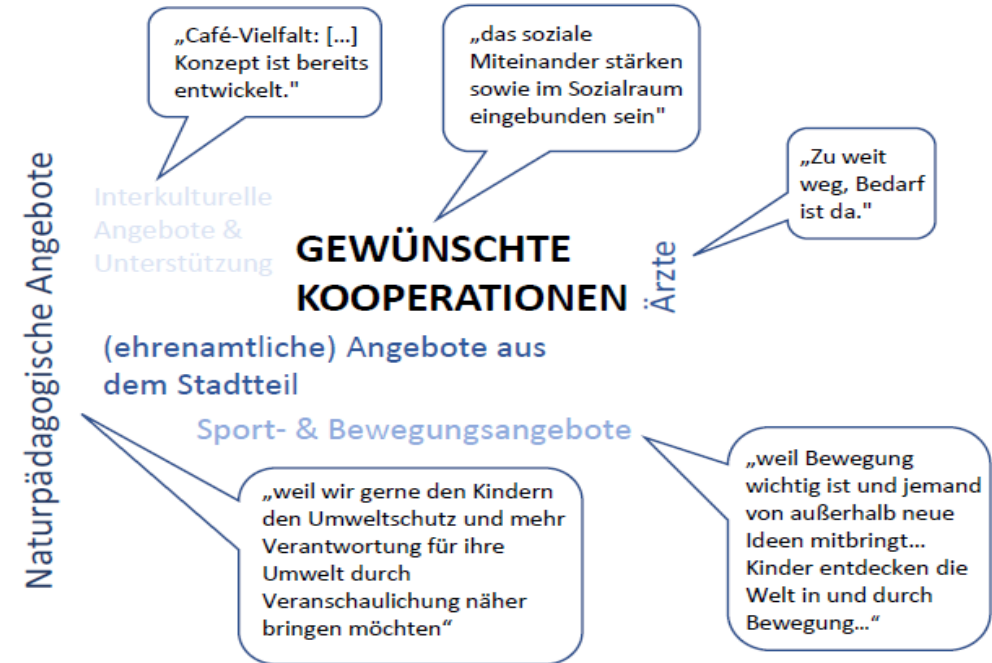 „Café-Vielfalt: [...]
Konzept ist bereits
entwickelt."
„das soziale
Miteinander stärken
sowie im Sozialraum
eingebunden sein"
„Zu weit
weg, Bedarf
ist da."
Naturpädagogische Angebote
Interkulturelle
Angebote &
Unterstützung
GEWÜNSCHTE
KOOPERATIONEN
Ärzte
(ehrenamtliche) Angebote aus
dem Stadtteil
Sport- & Bewegungsangebote
„weil wir gerne den Kindern
den Umweltschutz und mehr
Verantwortung für ihre
Umwelt durch
Veranschaulichung näher
bringen möchten“
„weil Bewegung
wichtig ist und jemand
von außerhalb neue
Ideen mitbringt...
Kinder entdecken die
Welt in und durch
Bewegung...“